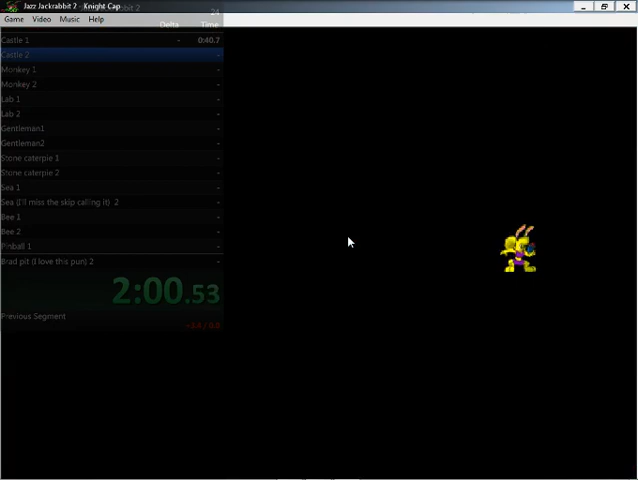 Jazz Jackrabbit 2 - Knight Cap
Game Video Music Help
24
Delta Time
Castle 1 - 0:40.7
Castle 2 -
Monkey 1 -
Monkey 2 -
Lab 1 -
Lab 2 -
Gentleman1 -
Gentleman2 -
Stone caterpie 1 -
Stone caterpie 2 -
Sea 1 -
Sea (I'll miss the skip calling it) 2 -
Bee 1 -
Bee 2 -
Pinball 1 -
Brad pit (I love this pun) 2 -
2:00.53
Previous Segment